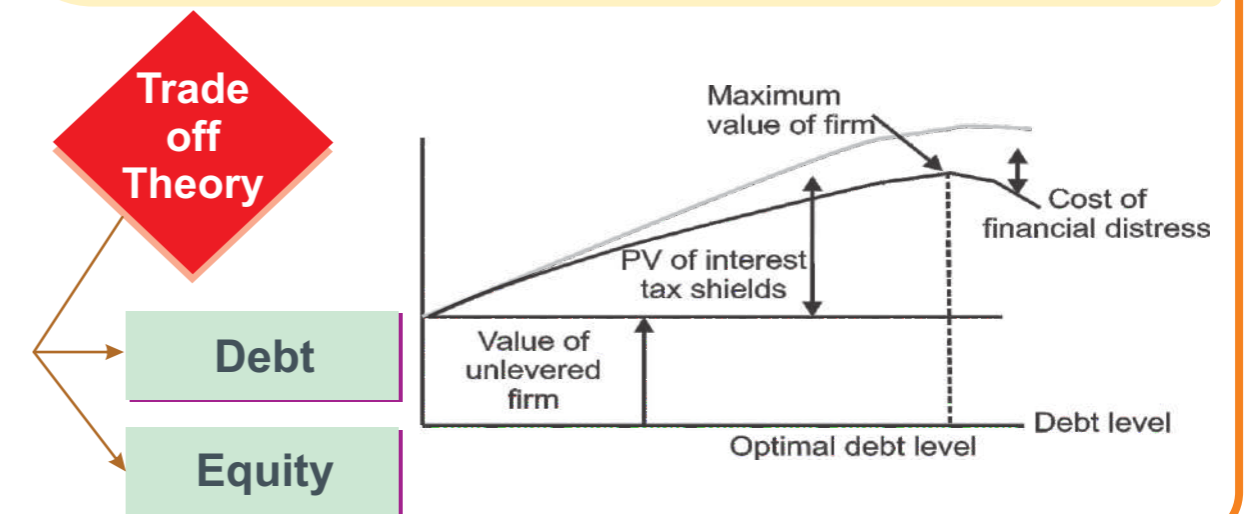 Trade
off
Theory
Debt
Equity
Maximum
value of firm
Cost of
financial distress
PV of interest
tax shields
Value of
unlevered
firm
Debt level
Optimal debt level